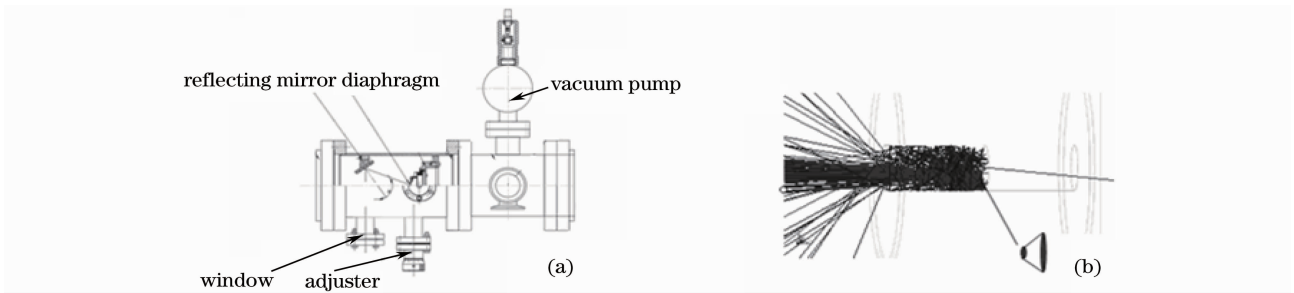 reflecting mirror diaphragm
vacuum pump
window
adjuster
(a)
(b)